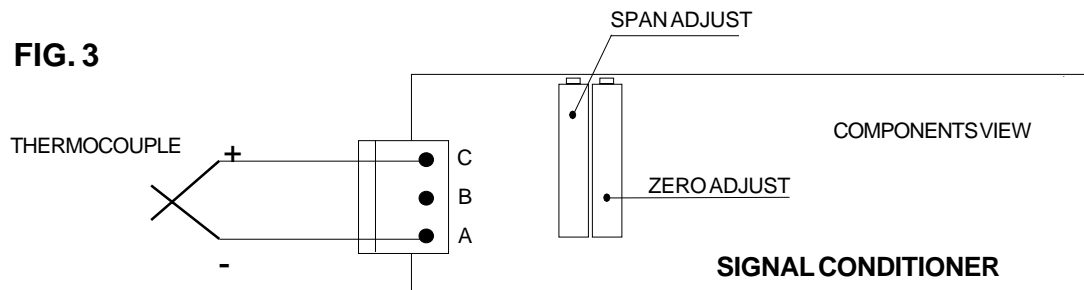 SPAN ADJUST
FIG. 3
THERMOCOUPLE
+
C
COMPONENTS VIEW
B
ZERO ADJUST
A
-
SIGNAL CONDITIONER